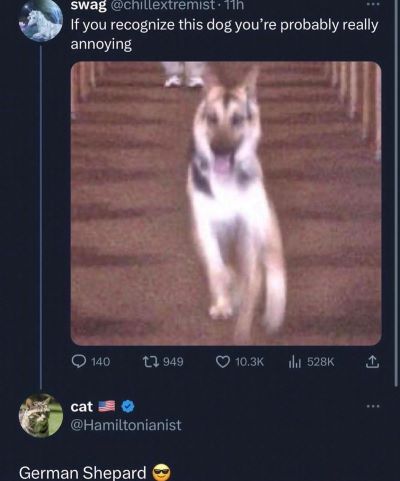 swag @chillextremist · 11h
If you recognize this dog you're probably really
annoying
140 949 10.3K 528K
cat 🇺🇸
@Hamiltonianist
German Shepard 😎